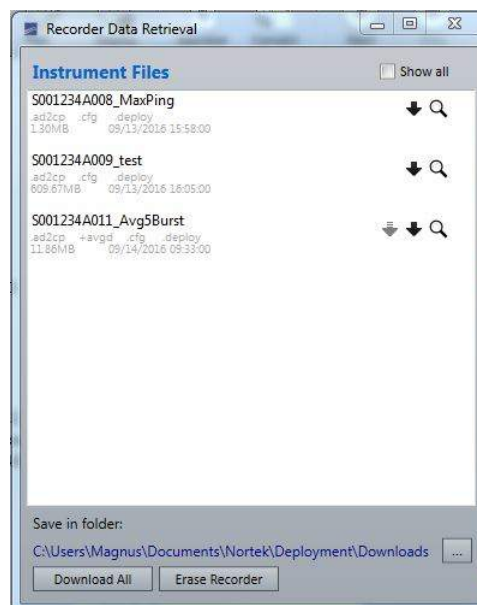 Recorder Data Retrieval
Instrument Files
Show all
S001234A008_MaxPing
.ad2cp .cfg .deploy
1.30MB 09/13/2016 15:58:00
S001234A009_test
.ad2cp .cfg .deploy
609.67MB 09/13/2016 16:05:00
S001234A011_Avg5Burst
.ad2cp +avgd .cfg .deploy
11.86MB 09/14/2016 09:33:00
Save in folder:
C:\Users\Magnus\Documents\Nortek\Deployment\Downloads ...
Download All Erase Recorder